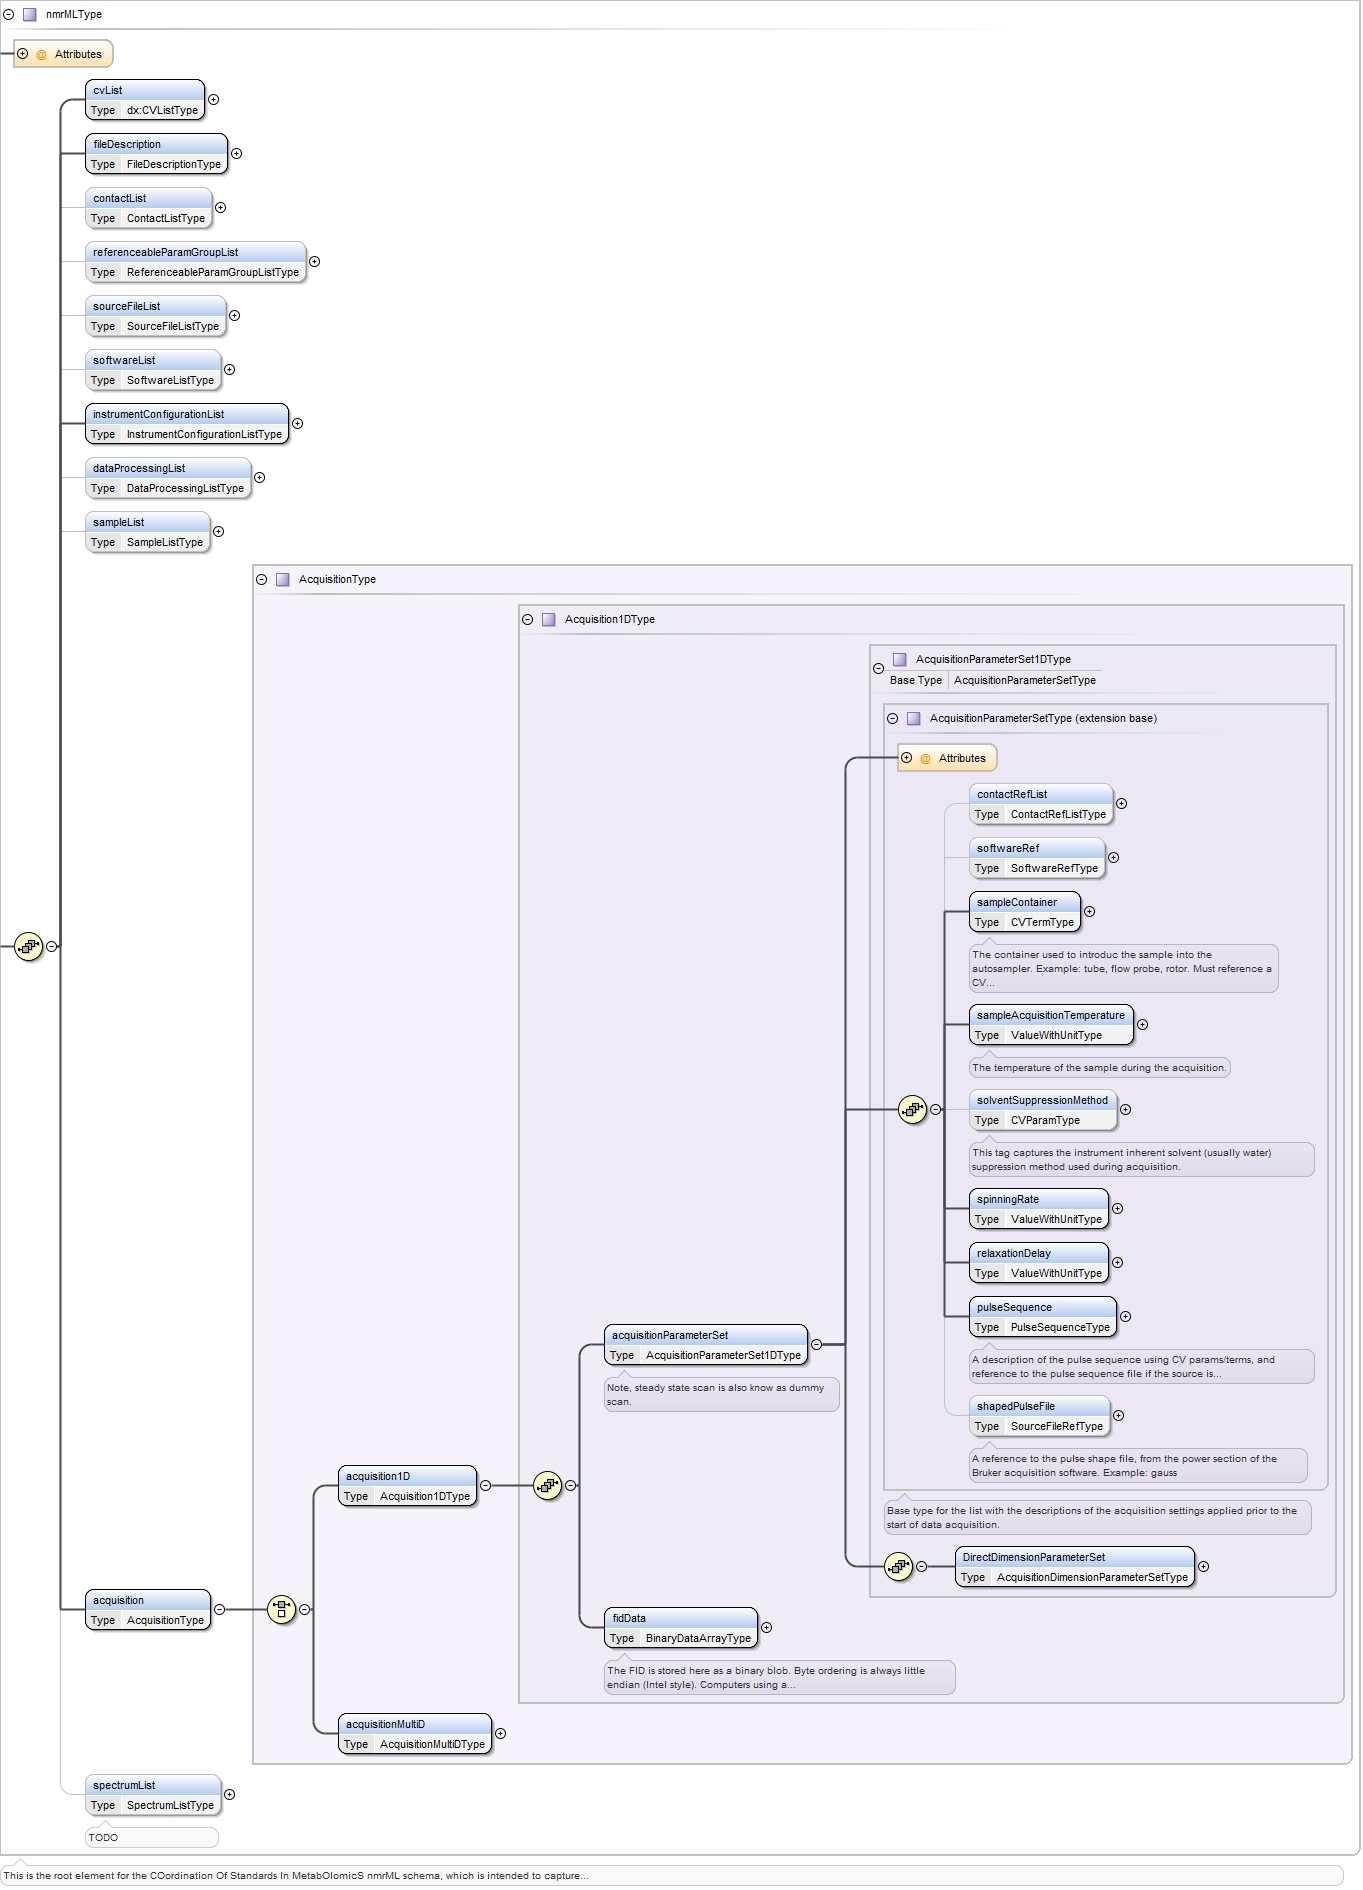 nmrMLType
@ Attributes
cvList
Type dx:CVListType
fileDescription
Type FileDescriptionType
contactList
Type ContactListType
referenceableParamGroupList
Type ReferenceableParamGroupListType
sourceFileList
Type SourceFileListType
softwareList
Type SoftwareListType
instrumentConfigurationList
Type InstrumentConfigurationListType
dataProcessingList
Type DataProcessingListType
sampleList
Type SampleListType
AcquisitionType
Acquisition1DType
AcquisitionParameterSet1DType
Base Type AcquisitionParameterSetType
AcquisitionParameterSetType (extension base)
@ Attributes
contactRefList
Type ContactRefListType
softwareRef
Type SoftwareRefType
sampleContainer
Type CVTermType
The container used to introduc the sample into the
autosampler. Example: tube, flow probe, rotor. Must reference a
CV...
sampleAcquisitionTemperature
Type ValueWithUnitType
The temperature of the sample during the acquisition.
solventSuppressionMethod
Type CVParamType
This tag captures the instrument inherent solvent (usually water)
suppression method used during acquisition.
spinningRate
Type ValueWithUnitType
relaxationDelay
Type ValueWithUnitType
pulseSequence
Type PulseSequenceType
A description of the pulse sequence using CV params/terms, and
reference to the pulse sequence file if the source is...
shapedPulseFile
Type SourceFileRefType
A reference to the pulse shape file, from the power section of the
Bruker acquisition software. Example: gauss
Base type for the list with the descriptions of the acquisition settings applied prior to the
start of data acquisition.
DirectDimensionParameterSet
Type AcquisitionDimensionParameterSetType
acquisitionParameterSet
Type AcquisitionParameterSet1DType
Note, steady state scan is also know as dummy
scan.
acquisition1D
Type Acquisition1DType
fidData
Type BinaryDataArrayType
The FID is stored here as a binary blob. Byte ordering is always little
endian (Intel style). Computers using a...
acquisition
Type AcquisitionType
acquisitionMultiD
Type AcquisitionMultiDType
spectrumList
Type SpectrumListType
TODO
This is the root element for the COordination Of Standards In MetabOlomicS nmrML schema, which is intended to capture...